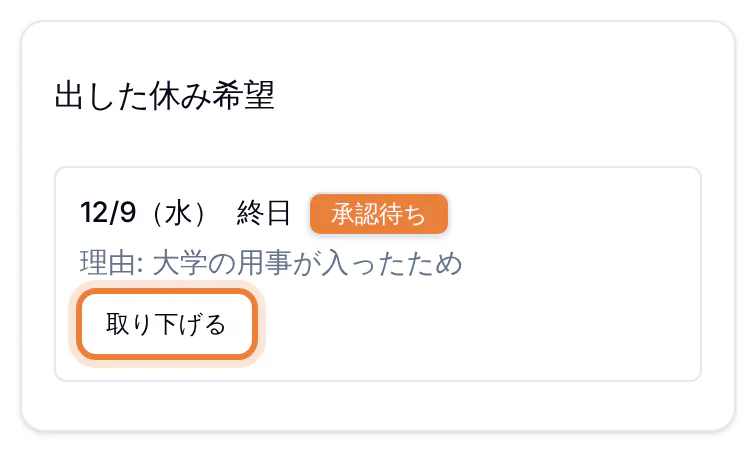 出した休み希望
12/9（水） 終日 承認待ち
理由: 大学の用事が入ったため
取り下げる